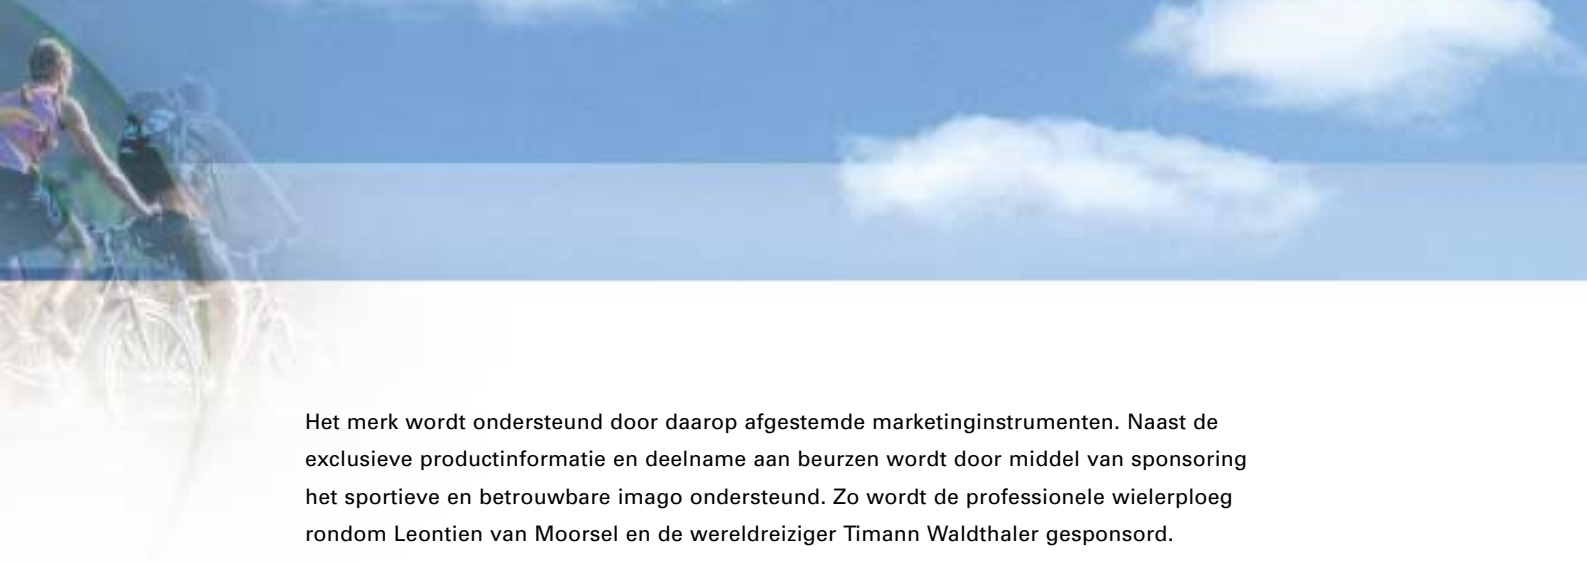 Het merk wordt ondersteund door daarop afgestemde marketinginstrumenten. Naast de
exclusieve productinformatie en deelname aan beurzen wordt door middel van sponsoring
het sportieve en betrouwbare imago ondersteund. Zo wordt de professionele wielerploeg
rondom Leontien van Moorsel en de wereldreiziger Timann Waldthaler gesponsord.